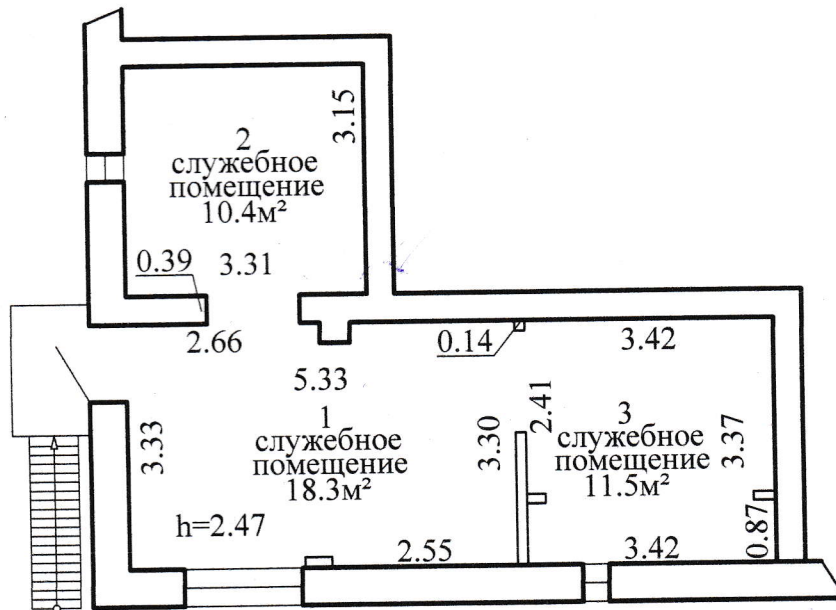 2
служебное
помещение
10.4м²
3.15
0.39
3.31
2.66
5.33
0.14
3.42
1
служебное
помещение
18.3м²
3.33
3.30
2.41
3
служебное
помещение
11.5м²
3.37
h=2.47
2.55
3.42
0.87